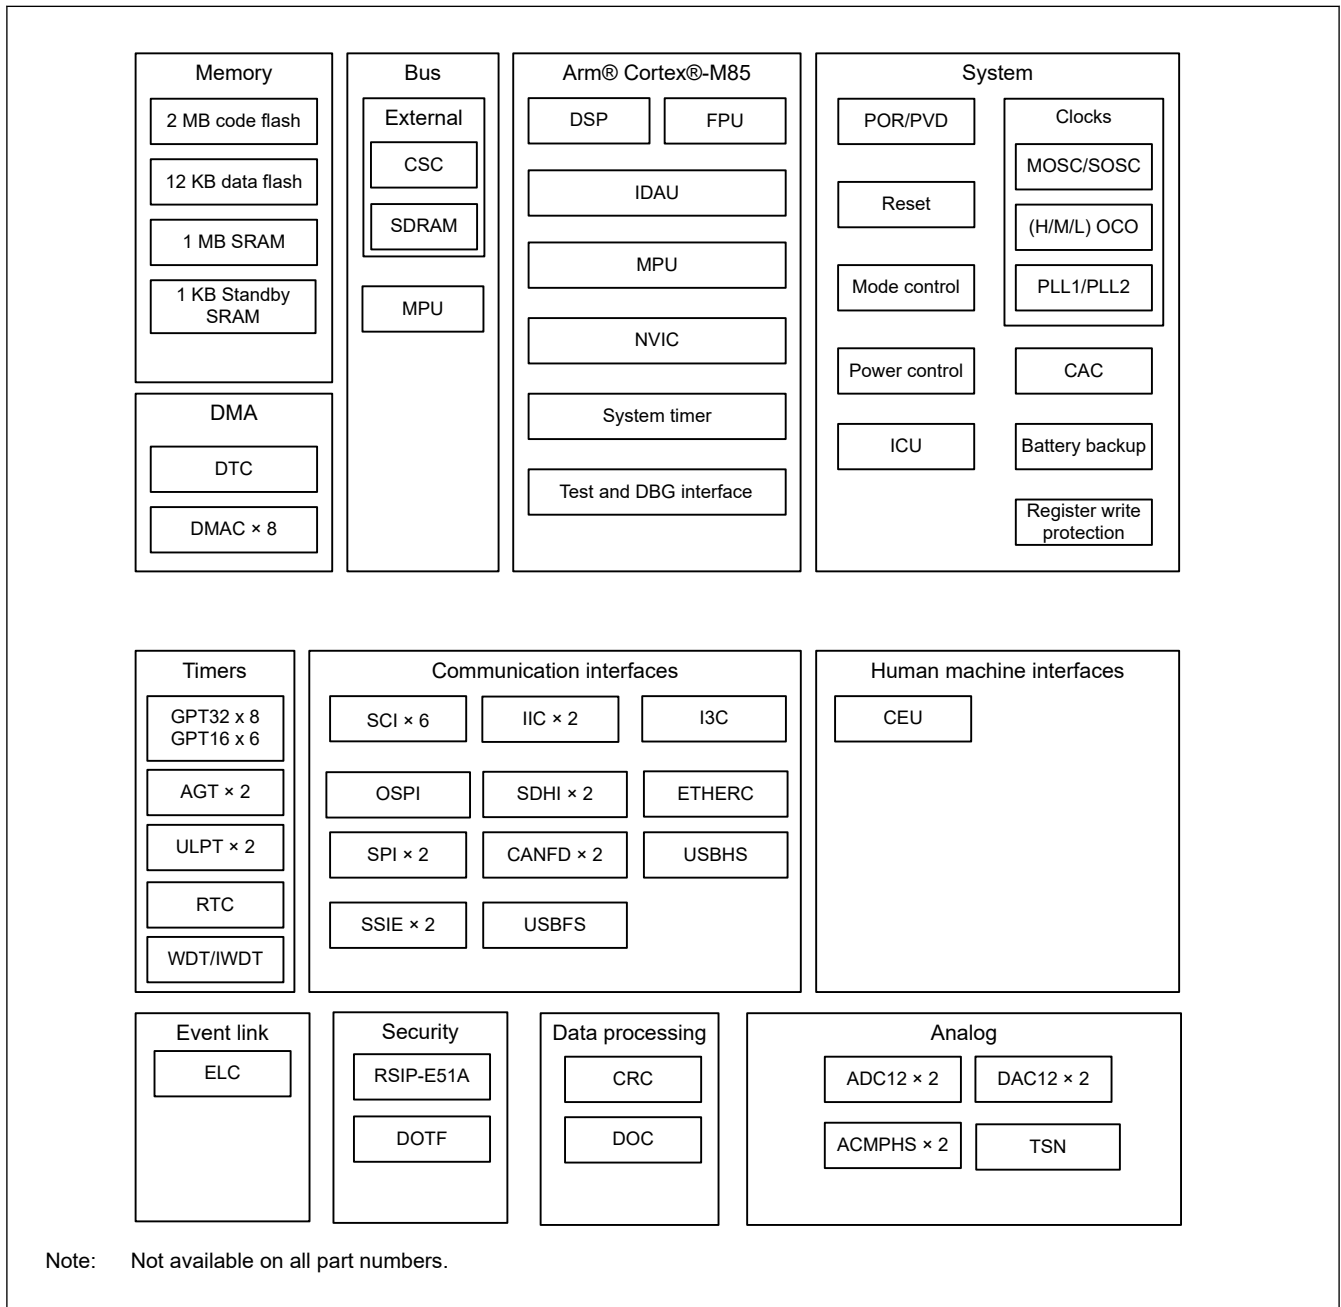 Memory
2 MB code flash
12 KB data flash
1 MB SRAM
1 KB Standby
SRAM
DMA
DTC
DMAC × 8
Bus
External
CSC
SDRAM
MPU
Arm® Cortex®-M85
DSP
FPU
IDAU
MPU
NVIC
System timer
Test and DBG interface
System
POR/PVD
Reset
Mode control
Power control
ICU
Clocks
MOSC/SOSC
(H/M/L) OCO
PLL1/PLL2
CAC
Battery backup
Register write
protection
Timers
GPT32 x 8
GPT16 x 6
AGT × 2
ULPT × 2
RTC
WDT/IWDT
Communication interfaces
SCI × 6
IIC × 2
I3C
OSPI
SDHI × 2
ETHERC
SPI × 2
CANFD × 2
USBHS
SSIE × 2
USBFS
Human machine interfaces
CEU
Event link
ELC
Security
RSIP-E51A
DOTF
Data processing
CRC
DOC
Analog
ADC12 × 2
DAC12 × 2
ACMPHS × 2
TSN
Note: Not available on all part numbers.